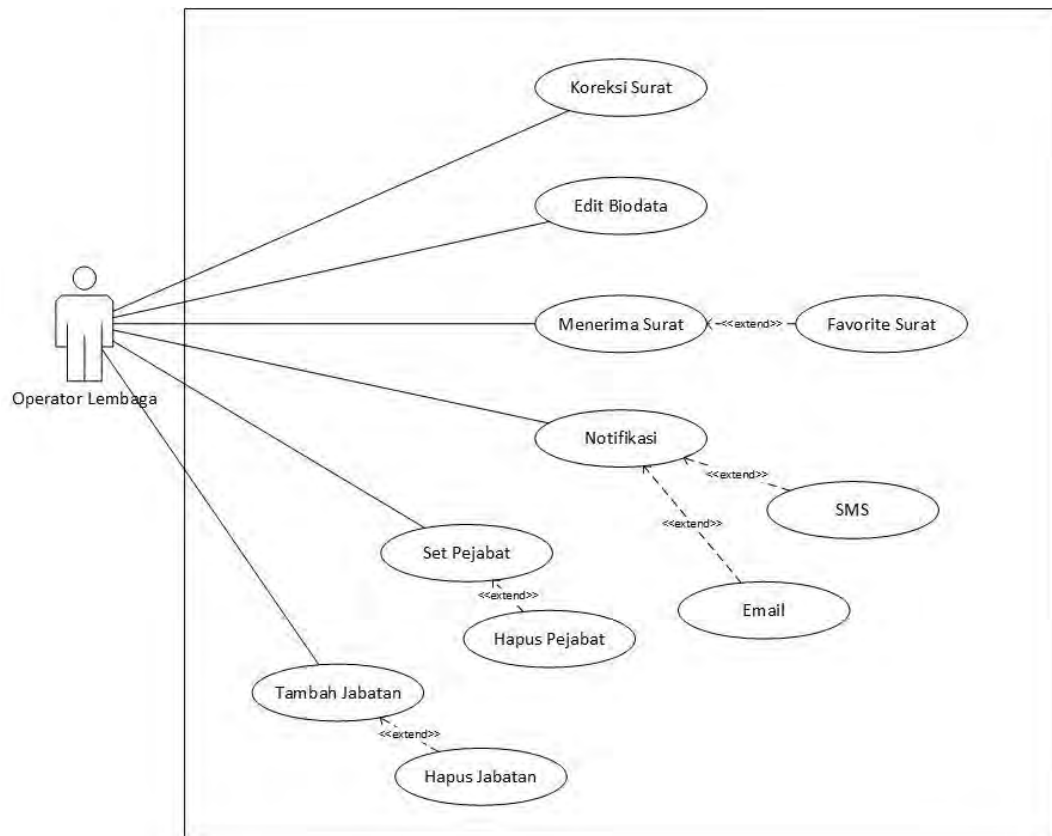 Koreksi Surat
Edit Biodata
Menerima Surat
<<extend>>
Favorite Surat
Operator Lembaga
Notifikasi
<<extend>>
SMS
<<extend>>
Set Pejabat
<<extend>>
Email
Hapus Pejabat
Tambah Jabatan
<<extend>>
Hapus Jabatan